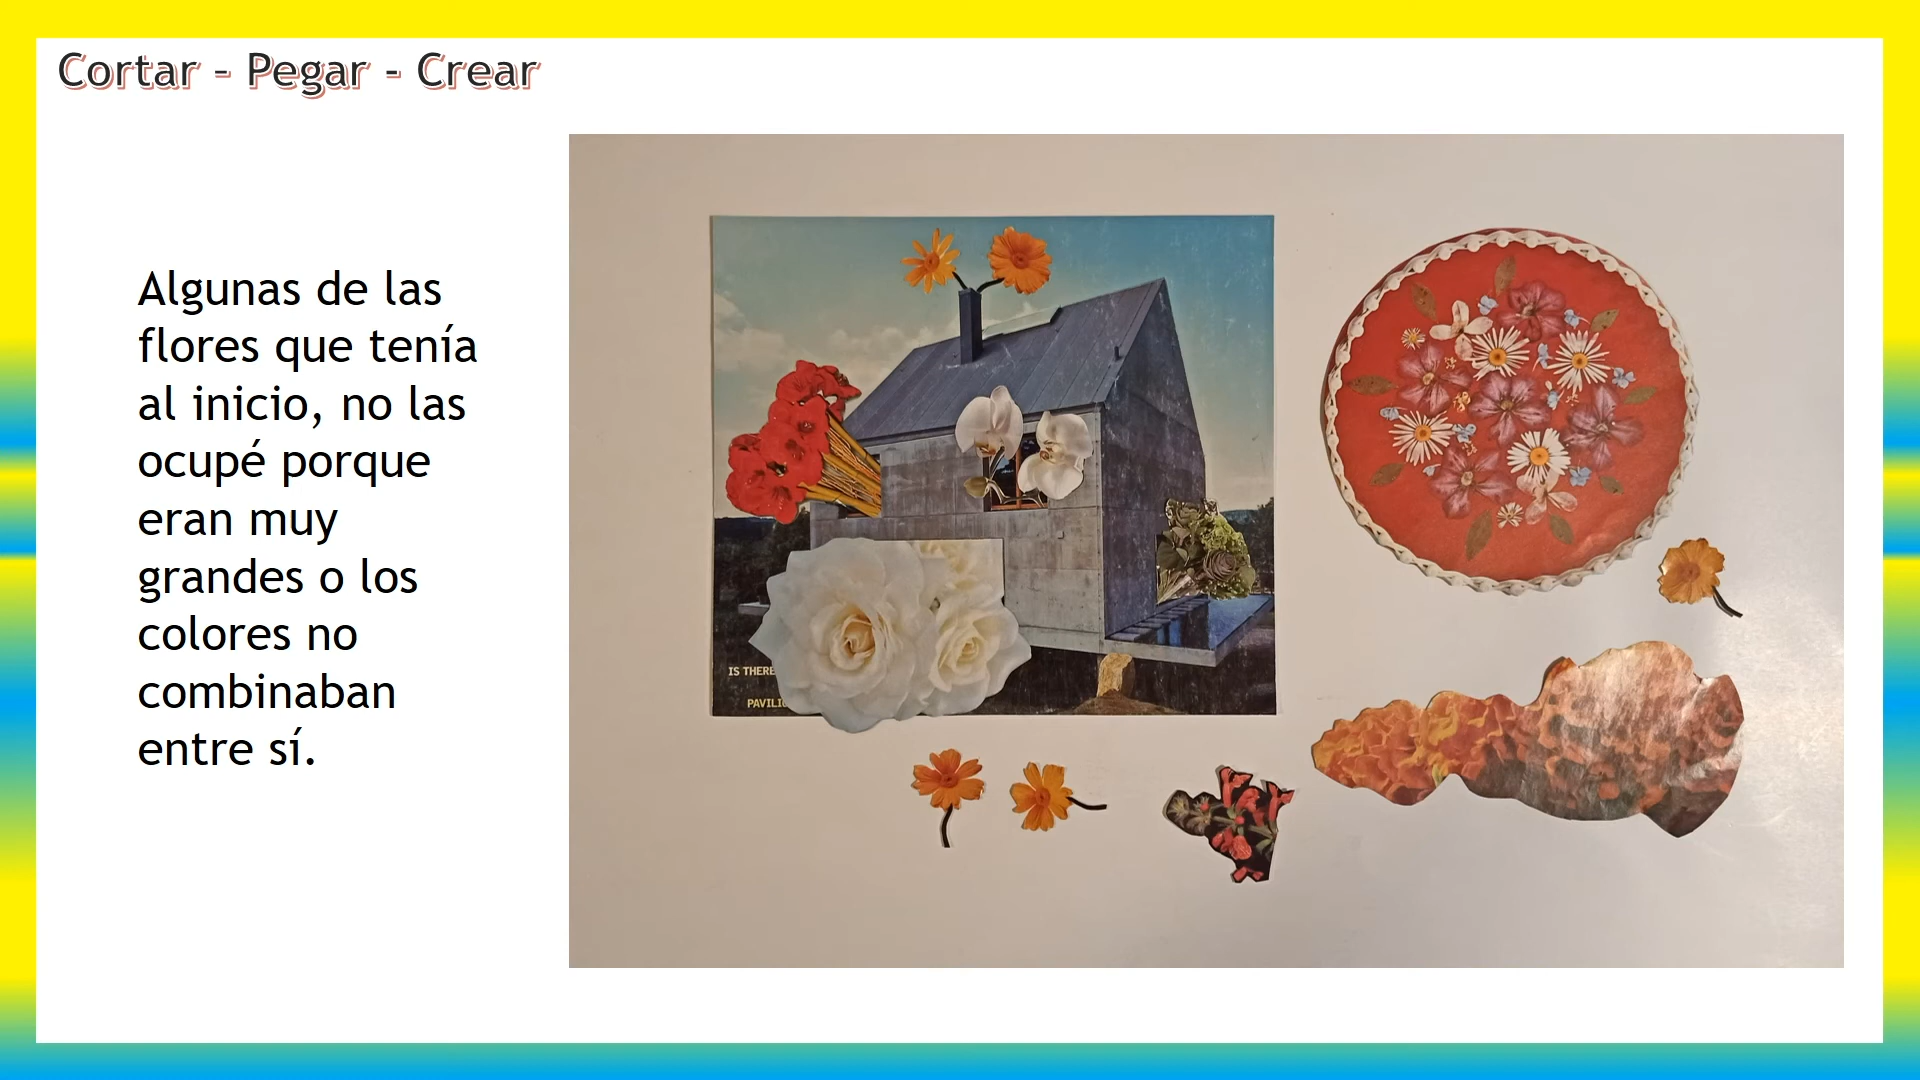 Cortar - Pegar - Crear
Algunas de las
flores que tenía
al inicio, no las
ocupé porque
eran muy
grandes o los
colores no
combinaban
entre sí.
IS THERE